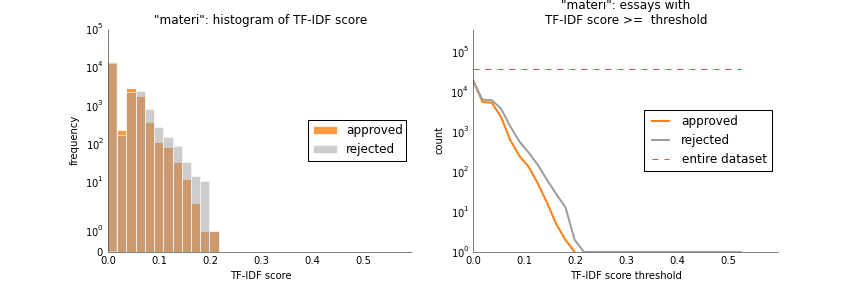 "materi": histogram of TF-IDF score
10^5
10^4
10^3
10^2
10^1
10^0
0
frequency
0.0 0.1 0.2 0.3 0.4 0.5
TF-IDF score
approved
rejected
"materi": essays with
TF-IDF score >= threshold
10^5
10^4
10^3
10^2
10^1
10^0
count
0.0 0.1 0.2 0.3 0.4 0.5
TF-IDF score threshold
approved
rejected
entire dataset